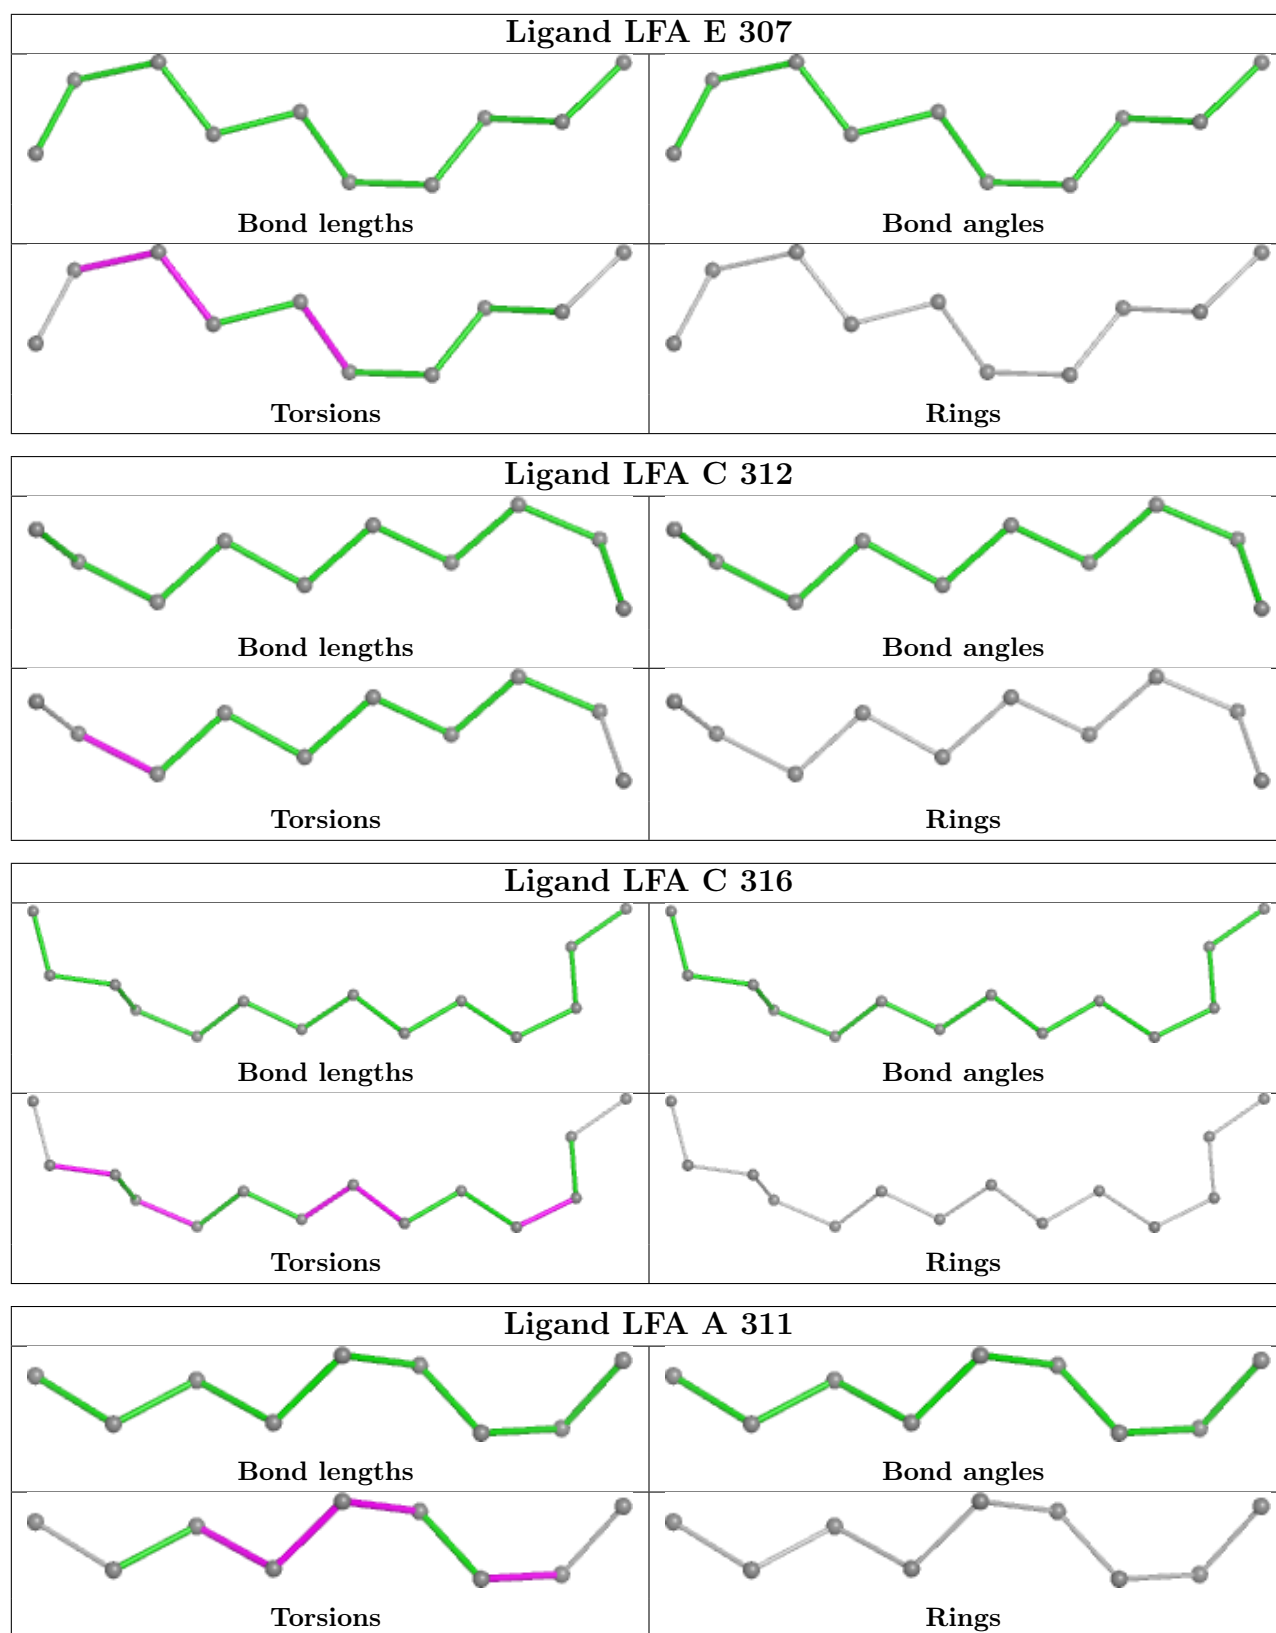 Ligand LFA E 307
Bond lengths
Bond angles
Torsions
Rings
Ligand LFA C 312
Bond lengths
Bond angles
Torsions
Rings
Ligand LFA C 316
Bond lengths
Bond angles
Torsions
Rings
Ligand LFA A 311
Bond lengths
Bond angles
Torsions
Rings